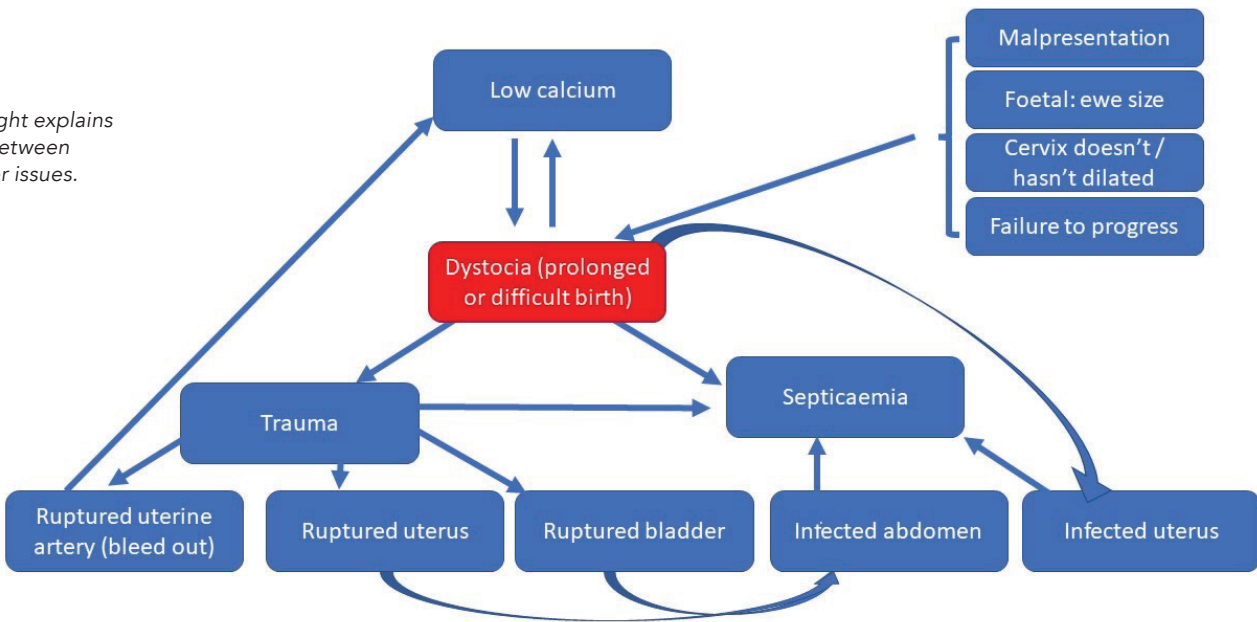 ght explains
etween
r issues.
Low calcium
Malpresentation
Foetal: ewe size
Cervix doesn't /
hasn't dilated
Failure to progress
Dystocia (prolonged
or difficult birth)
Trauma
Septicaemia
Ruptured uterine
artery (bleed out)
Ruptured uterus
Ruptured bladder
Infected abdomen
Infected uterus